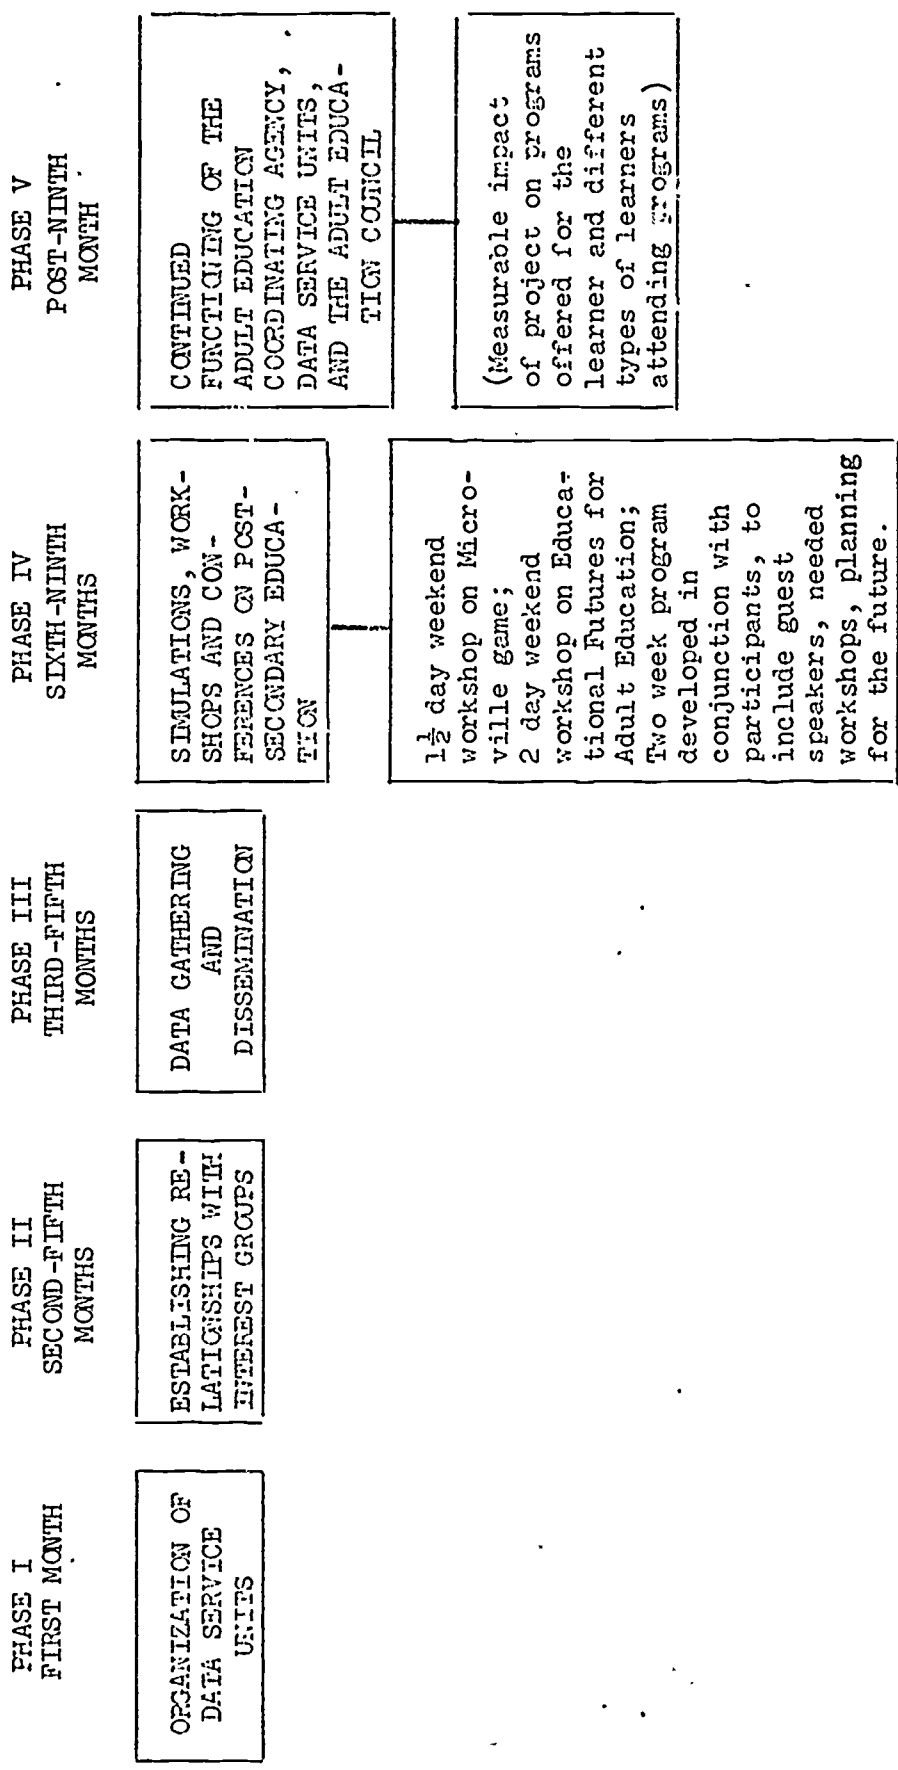 PHASE I
FIRST MONTH
ORGANIZATION OF
DATA SERVICE
UNITS
PHASE II
SECOND-FIFTH
MONTHS
ESTABLISHING RE-
LATIONSHIPS WITH
INTEREST GROUPS
PHASE III
THIRD-FIFTH
MONTHS
DATA GATHERING
AND
DISSEMINATION
PHASE IV
SIXTH-NINTH
MONTHS
SIMULATIONS, WORK-
SHOPS AND CON-
FERENCES ON POST-
SECONDARY EDUCA-
TION
1½ day weekend
workshop on Micro-
ville game;
2 day weekend
workshop on Educa-
tional Futures for
Adult Education;
Two week program
developed in
conjunction with
participants, to
include guest
speakers, needed
workshops, planning
for the future.
PHASE V
POST-NINTH
MONTH
CONTINUED
FUNCTIONING OF THE
ADULT EDUCATION
COORDINATING AGENCY,
DATA SERVICE UNITS,
AND THE ADULT EDUCA-
TION COUNCIL
(Measurable impact
of project on programs
offered for the
learner and different
types of learners
attending programs)